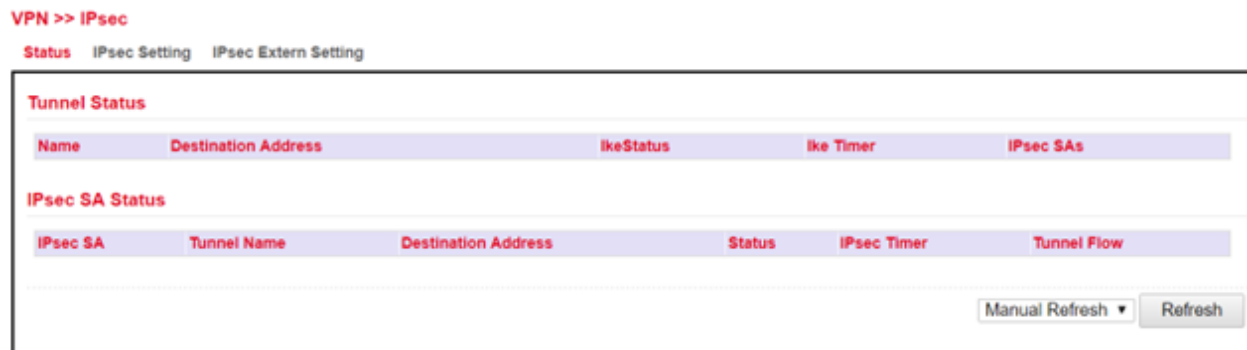 VPN >> IPsec
Status IPsec Setting IPsec Extern Setting
Tunnel Status
Name Destination Address IkeStatus Ike Timer IPsec SAs
IPsec SA Status
IPsec SA Tunnel Name Destination Address Status IPsec Timer Tunnel Flow
Manual Refresh Refresh